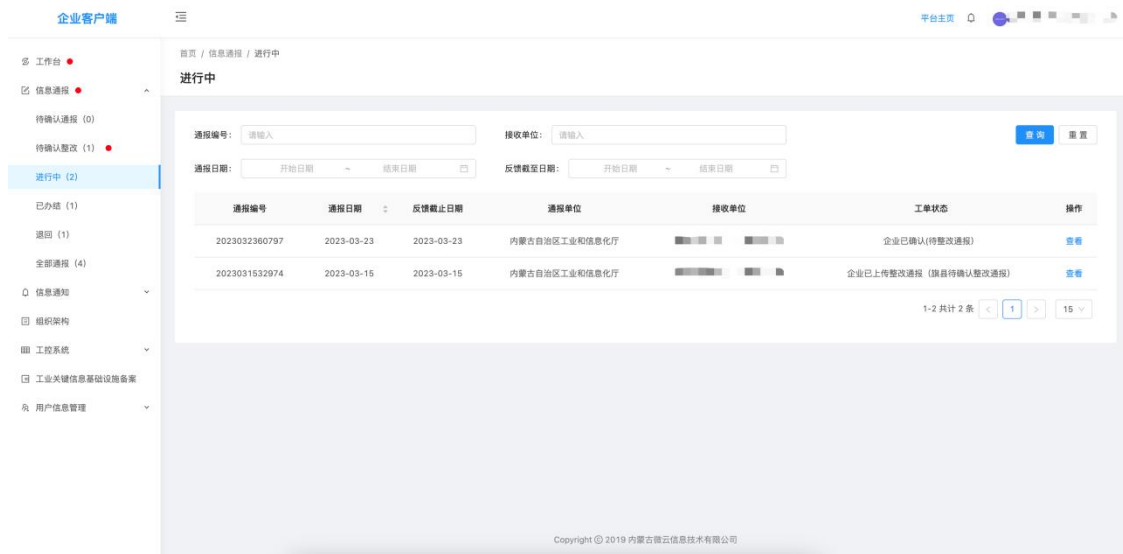 企业客户端
平台主页
工作台
信息通报
待确认通报（0）
待确认整改（1）
进行中（2）
已办结（1）
退回（1）
全部通报（4）
信息通知
组织架构
工控系统
工业关键信息基础设施备案
用户信息管理
首页 / 信息通报 / 进行中
进行中
通报编号： 请输入 接收单位： 请输入 查 询 重 置
通报日期： 开始日期 ~ 结束日期 反馈截至日期： 开始日期 ~ 结束日期
通报编号 通报日期 反馈截止日期 通报单位 接收单位 工单状态 操作
2023032360797 2023-03-23 2023-03-23 内蒙古自治区工业和信息化厅 企业已确认(待整改通报) 查看
2023031532974 2023-03-15 2023-03-15 内蒙古自治区工业和信息化厅 企业已上传整改通报（旗县待确认整改通报） 查看
1-2 共计 2 条 < 1 > 15
Copyright © 2019 内蒙古微云信息技术有限公司